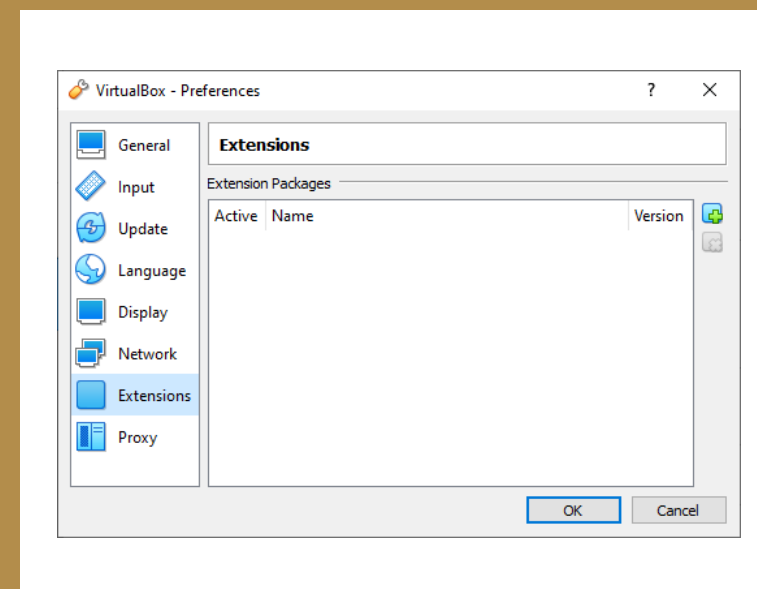 VirtualBox - Preferences
?
General
Input
Update
Language
Display
Network
Extensions
Proxy
Extensions
Extension Packages
Active Name Version
OK Cancel